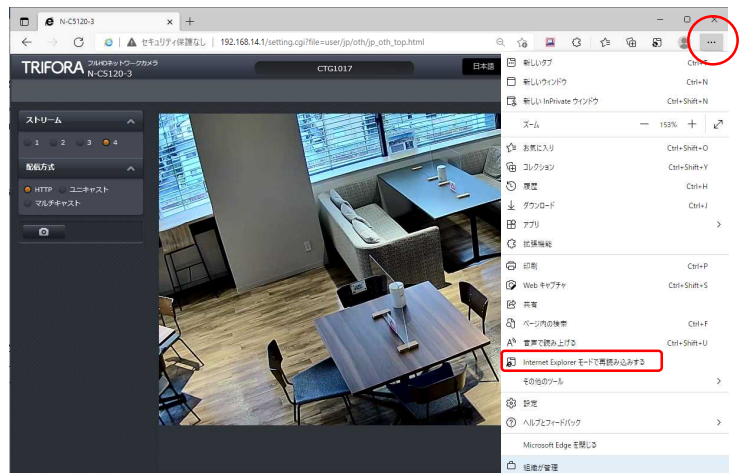 N-C5120-3
セキュリティ保護なし 192.168.14.1/setting.cgi?file=user/jp/oth/jp_oth_top.html
TRIFORA フルHDネットワークカメラ
N-C5120-3
CTG1017
日本語
ストリーム
1 2 3 4
配信方式
HTTP ユニキャスト
マルチキャスト
新しいタブ
新しいウィンドウ Ctrl+N
新しい InPrivate ウィンドウ Ctrl+Shift+N
ズーム — 153% +
お気に入り Ctrl+Shift+O
コレクション Ctrl+Shift+Y
履歴 Ctrl+H
ダウンロード Ctrl+J
アプリ
拡張機能
印刷 Ctrl+P
Web キャプチャ Ctrl+Shift+S
共有
ページ内の検索 Ctrl+F
音声で読み上げる Ctrl+Shift+U
Internet Explorer モードで再読み込みする
その他のツール
設定
ヘルプとフィードバック
Microsoft Edge を閉じる
組織が管理